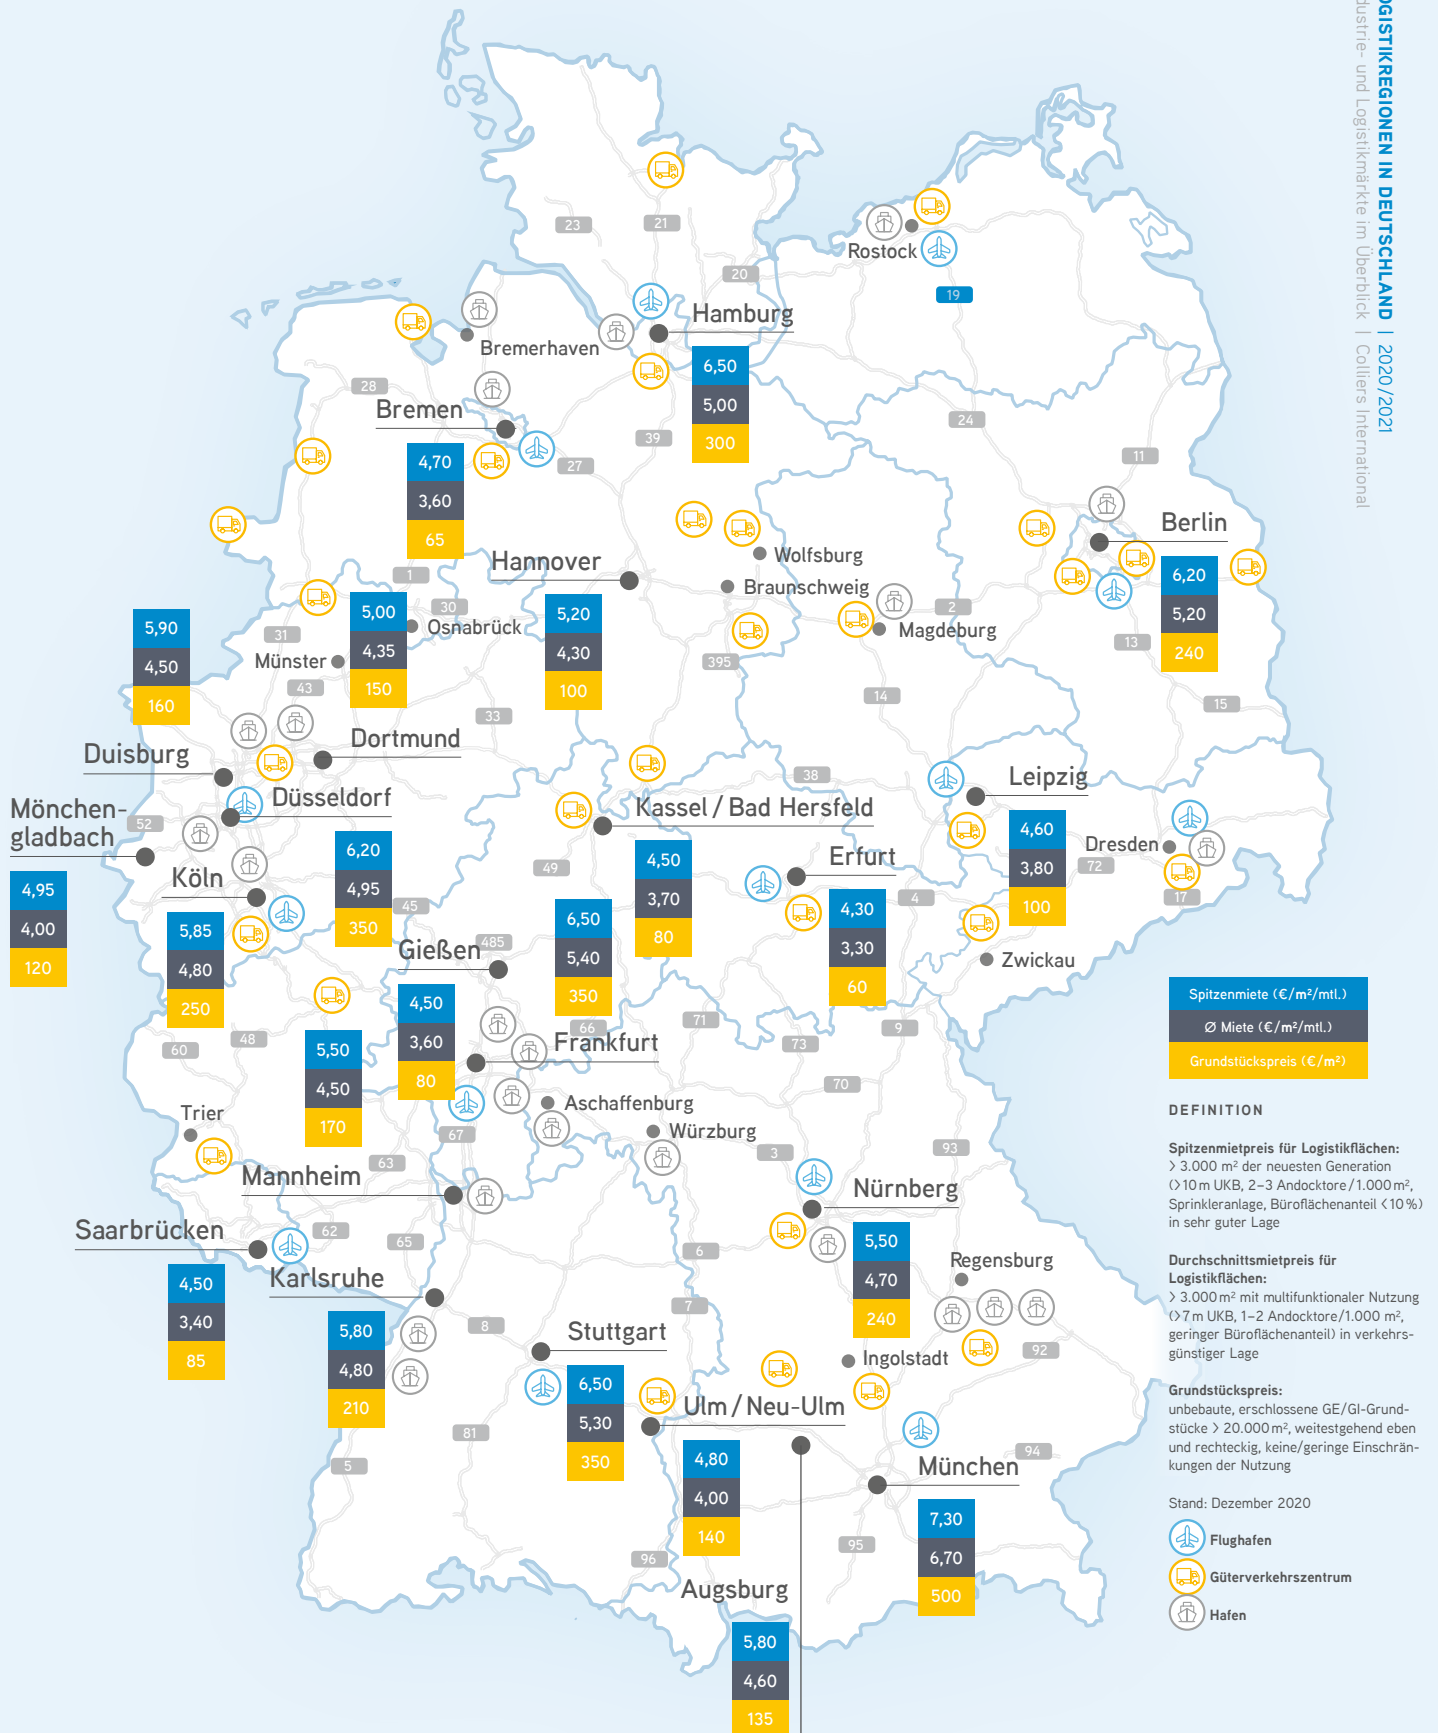 LOGISTIKREGIONEN IN DEUTSCHLAND | 2020/2021
Industrie- und Logistikmärkte im Überblick | Colliers International
23
21
20
Rostock
19
Hamburg
6,50
5,00
300
Bremerhaven
28
Bremen
4,70
3,60
65
39
27
24
11
Berlin
6,20
5,20
240
Wolfsburg
Braunschweig
Hannover
5,20
4,30
100
1
30
Osnabrück
5,00
4,35
150
31
Münster
43
33
395
2
Magdeburg
13
14
15
5,90
4,50
160
Duisburg
Dortmund
Düsseldorf
6,20
4,95
350
Mönchen-
gladbach
52
4,95
4,00
120
Köln
5,85
4,80
250
45
49
38
Kassel / Bad Hersfeld
4,50
3,70
80
Erfurt
4,30
3,30
60
Leipzig
4,60
3,80
100
Dresden
72
17
4
Zwickau
485
Gießen
4,50
3,60
80
6,50
5,40
350
66
Frankfurt
71
73
9
70
60
48
5,50
4,50
170
Aschaffenburg
Würzburg
Trier
67
63
3
93
Mannheim
Saarbrücken
62
65
4,50
3,40
85
Karlsruhe
5,80
4,80
210
6
7
8
Nürnberg
5,50
4,70
240
Regensburg
Ingolstadt
92
Stuttgart
6,50
5,30
350
81
5
Ulm / Neu-Ulm
4,80
4,00
140
94
München
7,30
6,70
500
95
96
Augsburg
5,80
4,60
135
Spitzenmiete (€/m²/mtl.)
Ø Miete (€/m²/mtl.)
Grundstückspreis (€/m²)
DEFINITION
Spitzenmietpreis für Logistikflächen:
> 3.000 m² der neuesten Generation
(>10 m UKB, 2–3 Andocktore / 1.000 m²,
Sprinkleranlage, Büroflächenanteil <10 %)
in sehr guter Lage
Durchschnittsmietpreis für
Logistikflächen:
> 3.000 m² mit multifunktionaler Nutzung
(>7 m UKB, 1–2 Andocktore/1.000 m²,
geringer Büroflächenanteil) in verkehrs-
günstiger Lage
Grundstückspreis:
unbebaute, erschlossene GE/GI-Grund-
stücke > 20.000 m², weitestgehend eben
und rechteckig, keine/geringe Einschrän-
kungen der Nutzung
Stand: Dezember 2020
Flughafen
Güterverkehrszentrum
Hafen